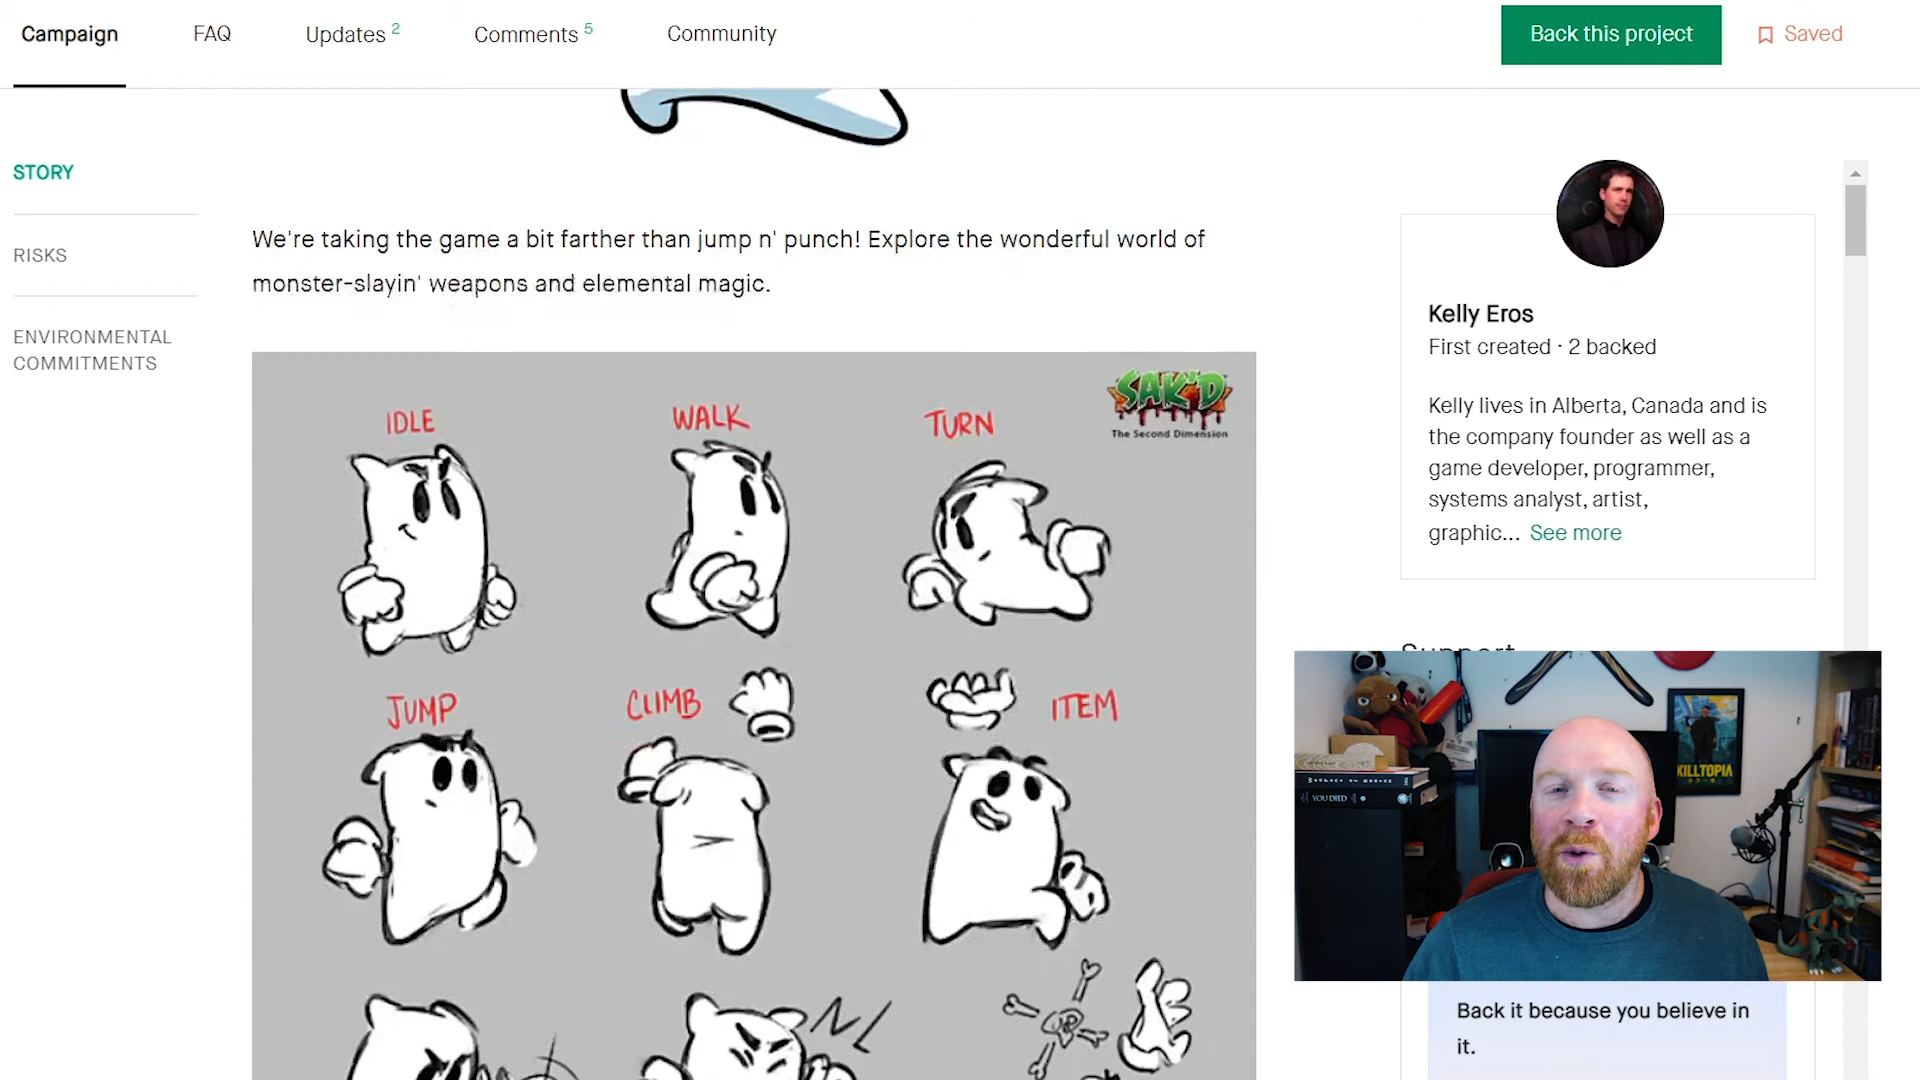 Campaign
FAQ
Updates 2
Comments 5
Community
Back this project
Saved
STORY
RISKS
ENVIRONMENTAL
COMMITMENTS
We're taking the game a bit farther than jump n' punch! Explore the wonderful world of
monster-slayin' weapons and elemental magic.
SAK'D
The Second Dimension
IDLE
WALK
TURN
JUMP
CLIMB
ITEM
Kelly Eros
First created · 2 backed
Kelly lives in Alberta, Canada and is
the company founder as well as a
game developer, programmer,
systems analyst, artist,
graphic... See more
Support
KILLTOPIA
YOU DIED
Back it because you believe in
it.